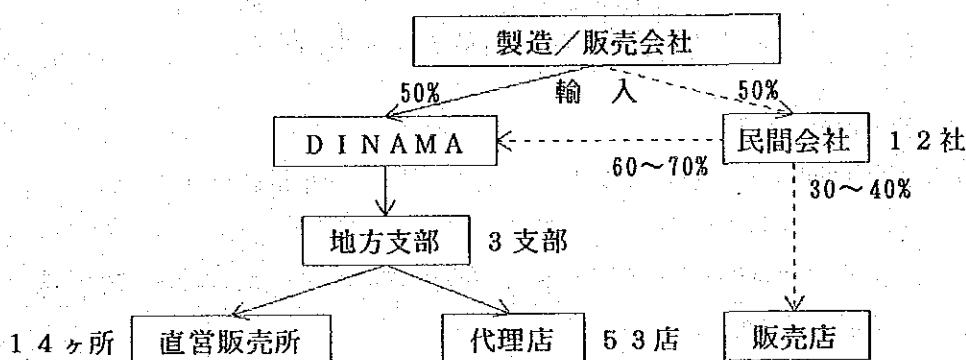 製造／販売会社
50% 輸 入 50%
ＤＩＮＡＭＡ 民間会社 １２社
60～70%
30～40%
地方支部 3支部
１４ヶ所 直営販売所 代理店 ５３店 販売店